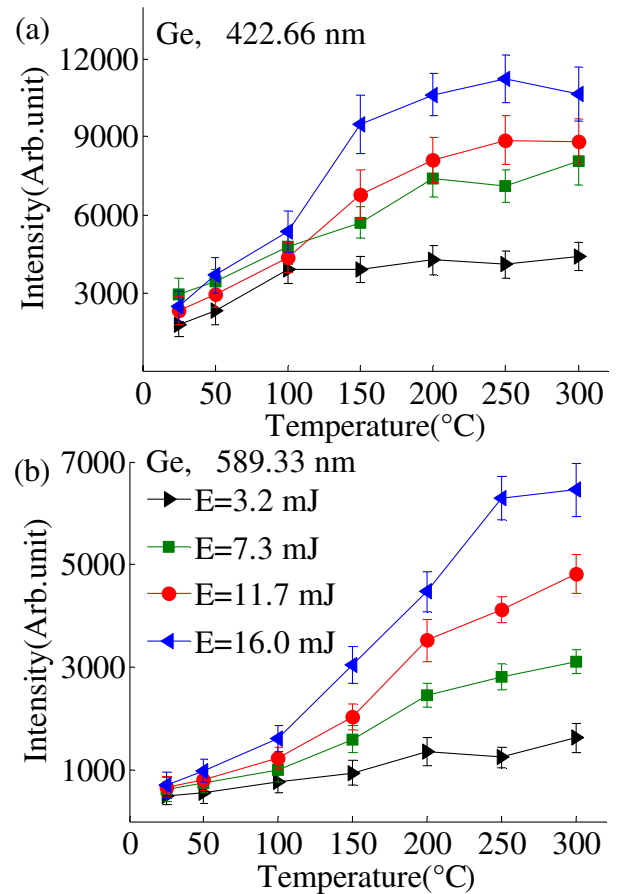 (a)
Ge, 422.66 nm
Intensity(Arb.unit)
12000
9000
6000
3000
0 50 100 150 200 250 300
Temperature(°C)
(b)
Ge, 589.33 nm
E=3.2 mJ
E=7.3 mJ
E=11.7 mJ
E=16.0 mJ
Intensity(Arb.unit)
7000
5000
3000
1000
0 50 100 150 200 250 300
Temperature(°C)